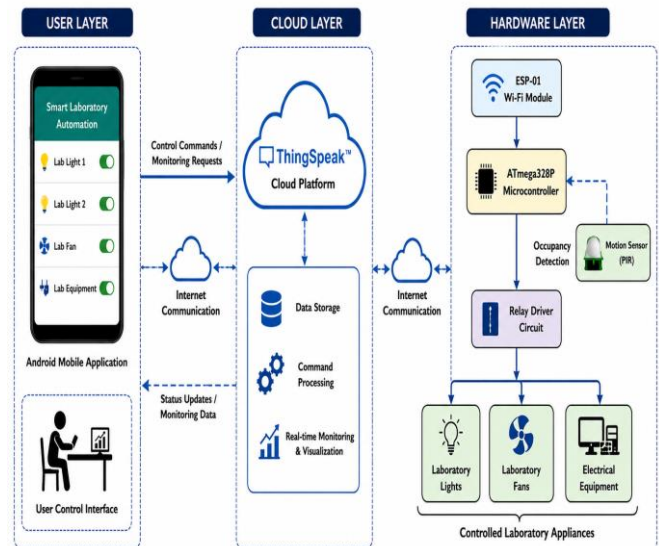 USER LAYER
Smart Laboratory
Automation
Lab Light 1
Lab Light 2
Lab Fan
Lab Equipment
Android Mobile Application
User Control Interface
Control Commands /
Monitoring Requests
Internet
Communication
Status Updates /
Monitoring Data
CLOUD LAYER
ThingSpeak™
Cloud Platform
Data Storage
Command
Processing
Real-time Monitoring
& Visualization
Internet
Communication
HARDWARE LAYER
ESP-01
Wi-Fi Module
ATmega328P
Microcontroller
Occupancy
Detection
Motion Sensor
(PIR)
Relay Driver
Circuit
Laboratory
Lights
Laboratory
Fans
Electrical
Equipment
Controlled Laboratory Appliances